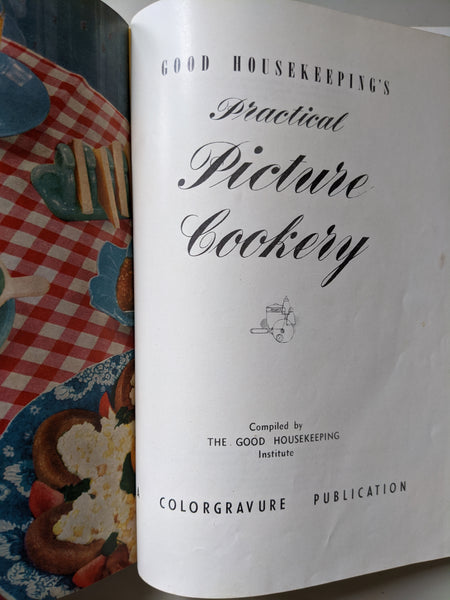 GOOD HOUSEKEEPING'S
Practical
Picture
Cookery
Compiled by
THE GOOD HOUSEKEEPING
Institute
A COLORGRAVURE PUBLICATION